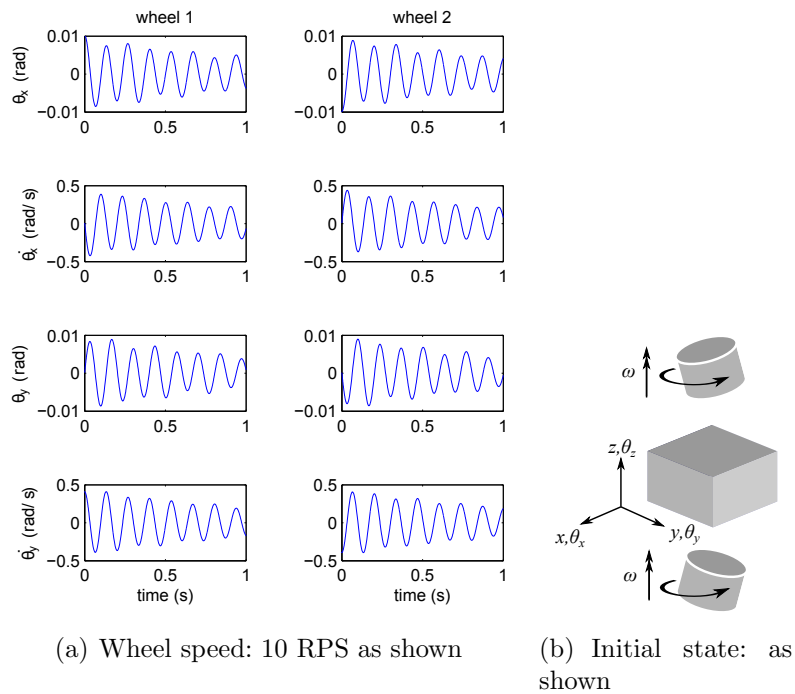 wheel 1
wheel 2
0.01
0
−0.01
θx (rad)
0 0.5 1
0.01
0
−0.01
0 0.5 1
0.5
0
−0.5
θ̇x (rad/ s)
0 0.5 1
0.5
0
−0.5
0 0.5 1
0.01
0
−0.01
θy (rad)
0 0.5 1
0.01
0
−0.01
0 0.5 1
0.5
0
−0.5
θ̇y (rad/ s)
0 0.5 1
time (s)
0.5
0
−0.5
0 0.5 1
time (s)
ω
z,θz
x,θx
y,θy
ω
(a) Wheel speed: 10 RPS as shown
(b) Initial state: as
shown